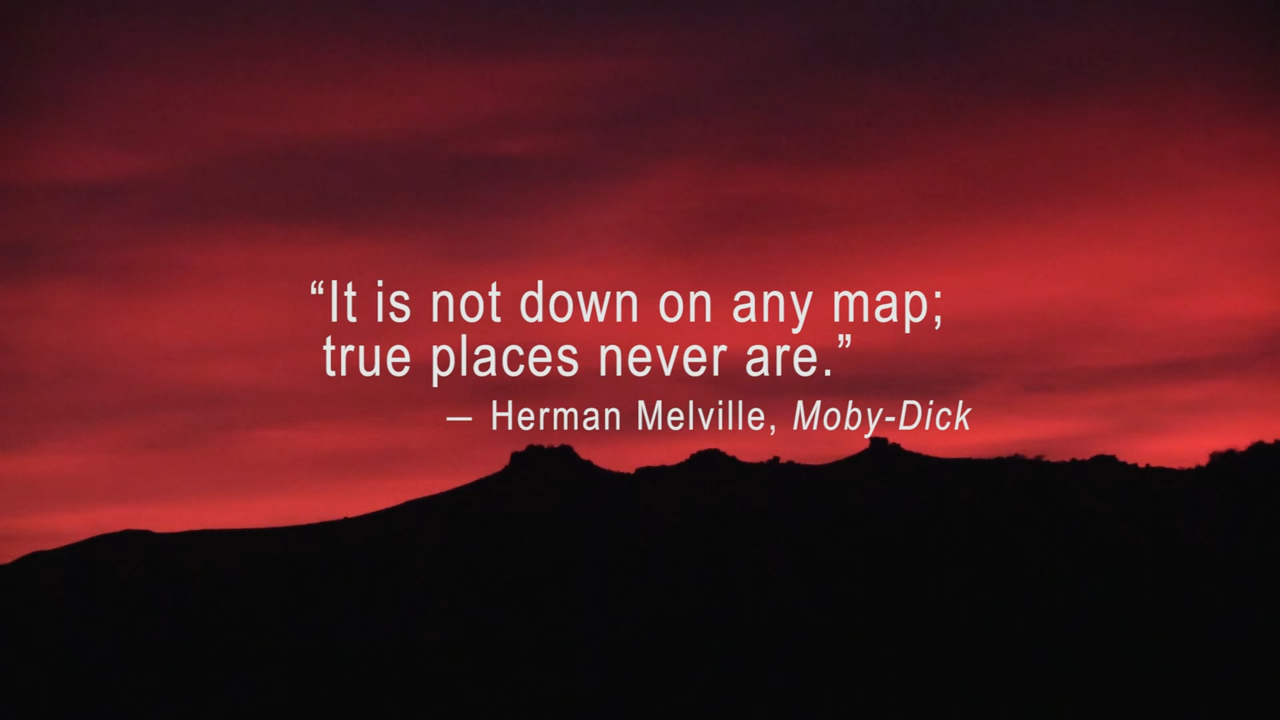 “It is not down on any map;
true places never are.”
– Herman Melville, Moby-Dick